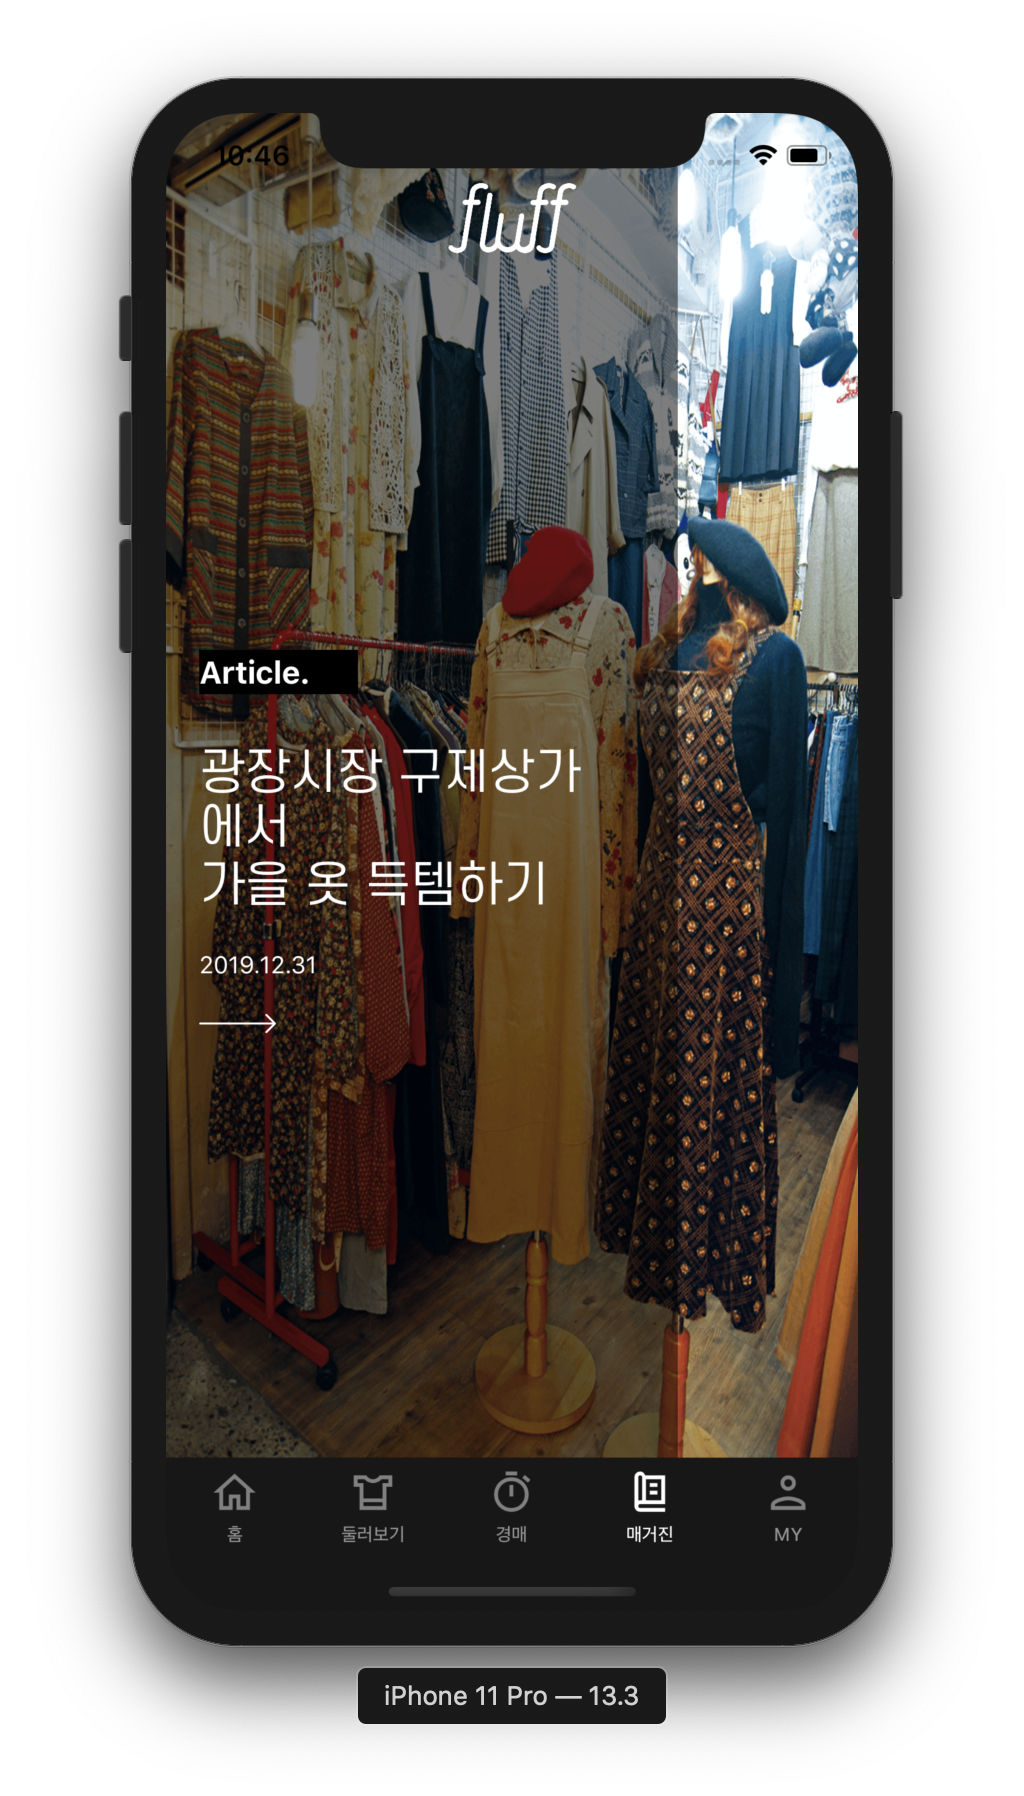 10:46
fluff
Article.
광장시장 구제상가
에서
가을 옷 득템하기
2019.12.31
홈
둘러보기
경매
매거진
MY
iPhone 11 Pro — 13.3